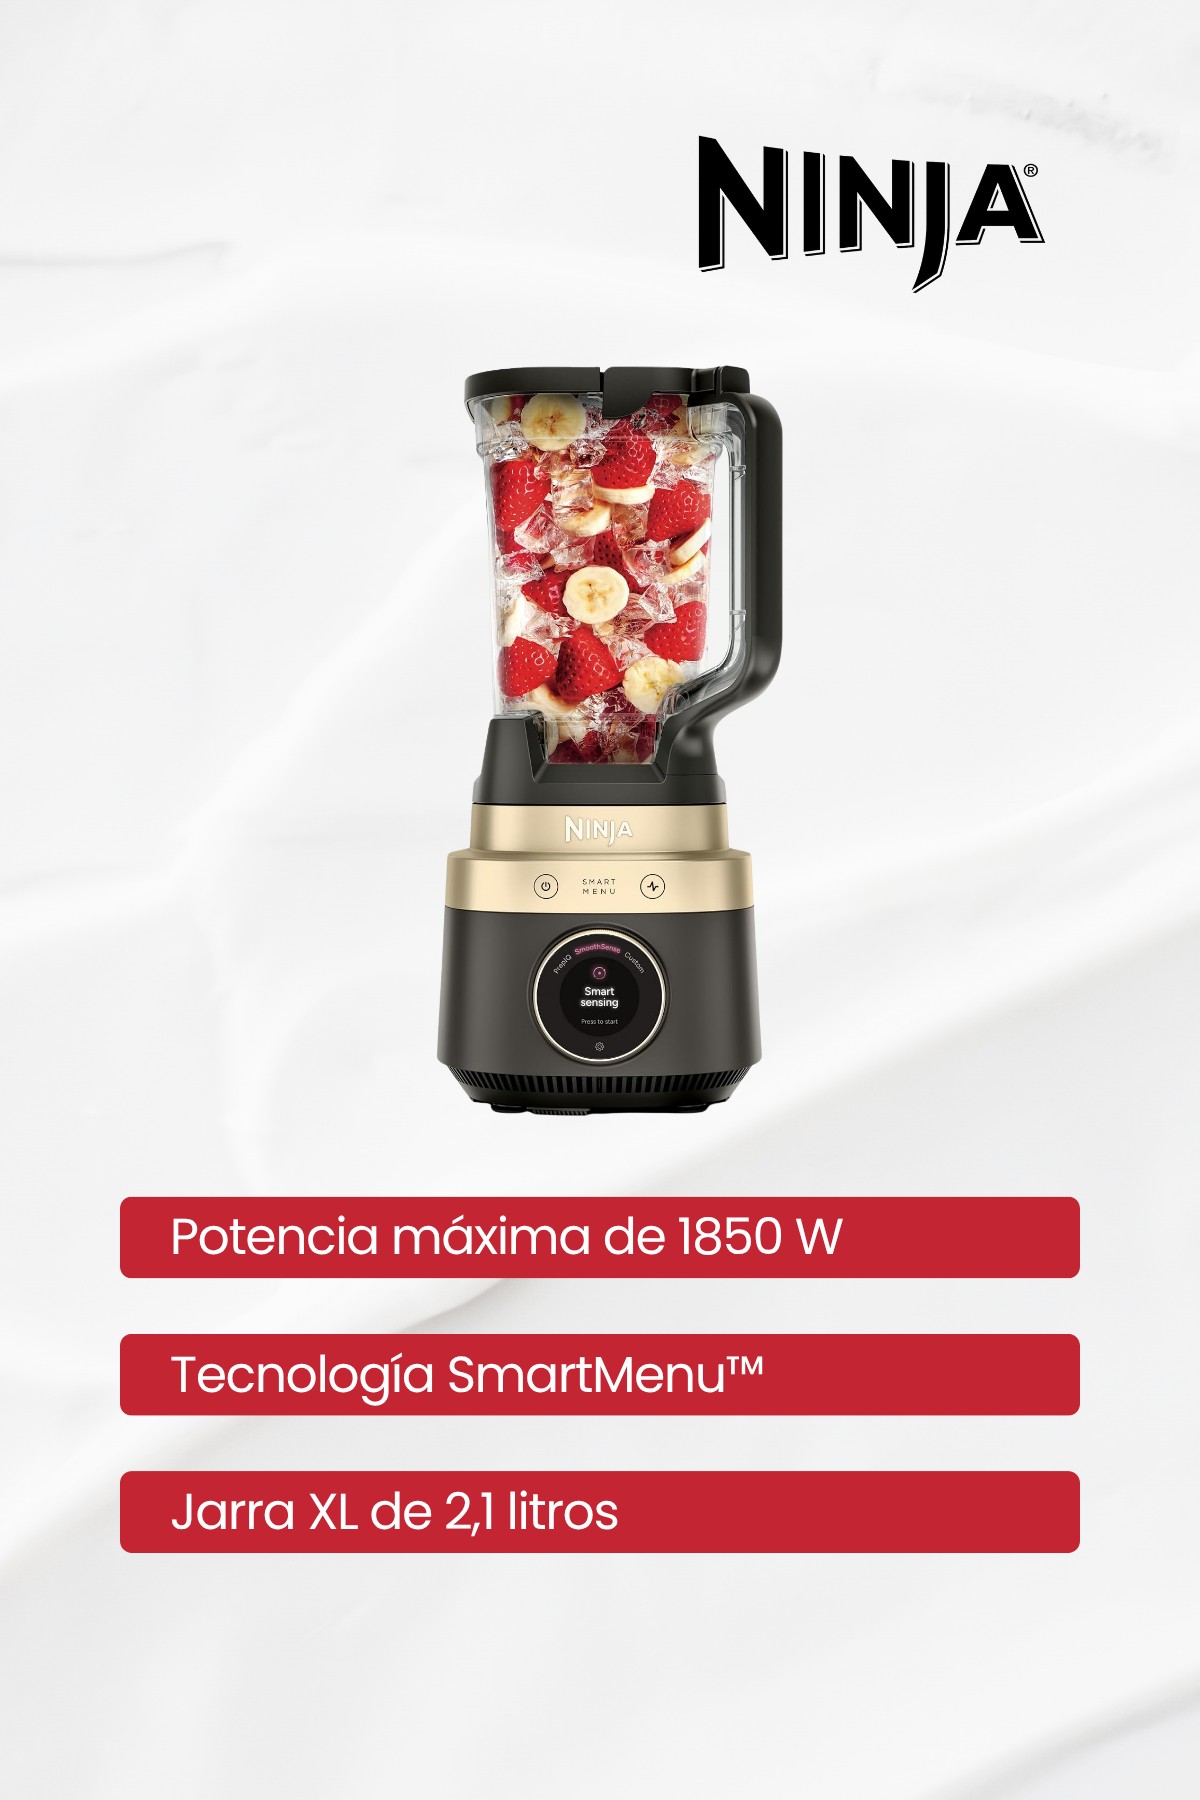 NINJA®
NINJA
SMART
MENU
PrepIQ SmoothSense Custom
Smart
sensing
Press to start
Potencia máxima de 1850 W
Tecnología SmartMenu™
Jarra XL de 2,1 litros